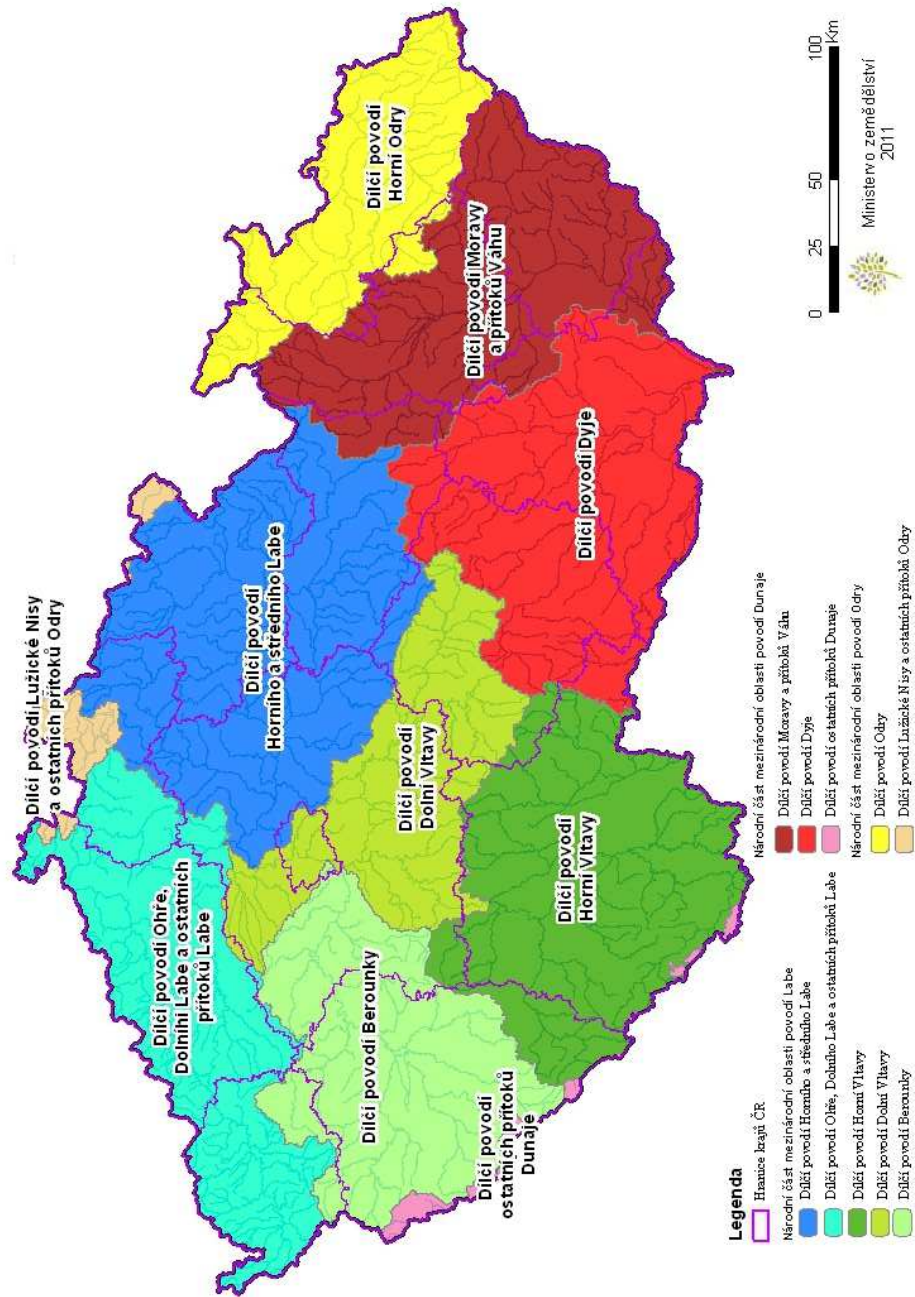 Dílčí povodí Lužické Nisy
a ostatních přítoků Odry
Dílčí povodí Ohře,
Dolního Labe a ostatních
přítoků Labe
Dílčí povodí
Horního a středního Labe
Dílčí povodí
Horní Odry
Dílčí povodí Berounky
Dílčí povodí
Dolní Vltavy
Dílčí povodí Moravy
a přítoků Váhu
Dílčí povodí
ostatních přítoků
Dunaje
Dílčí povodí
Horní Vltavy
Dílčí povodí Dyje
Legenda
Hranice krajů ČR
Národní část mezinárodní oblasti povodí Labe
Dílčí povodí Horního a středního Labe
Dílčí povodí Ohře, Dolního Labe a ostatních přítoků Labe
Dílčí povodí Horní Vltavy
Dílčí povodí Dolní Vltavy
Dílčí povodí Berounky
Národní část mezinárodní oblasti povodí Dunaje
Dílčí povodí Moravy a přítoků Váhu
Dílčí povodí Dyje
Dílčí povodí ostatních přítoků Dunaje
Národní část mezinárodní oblasti povodí Odry
Dílčí povodí Odry
Dílčí povodí Lužické Nisy a ostatních přítoků Odry
0 25 50 100
Km
Ministervo zemědělství
2011